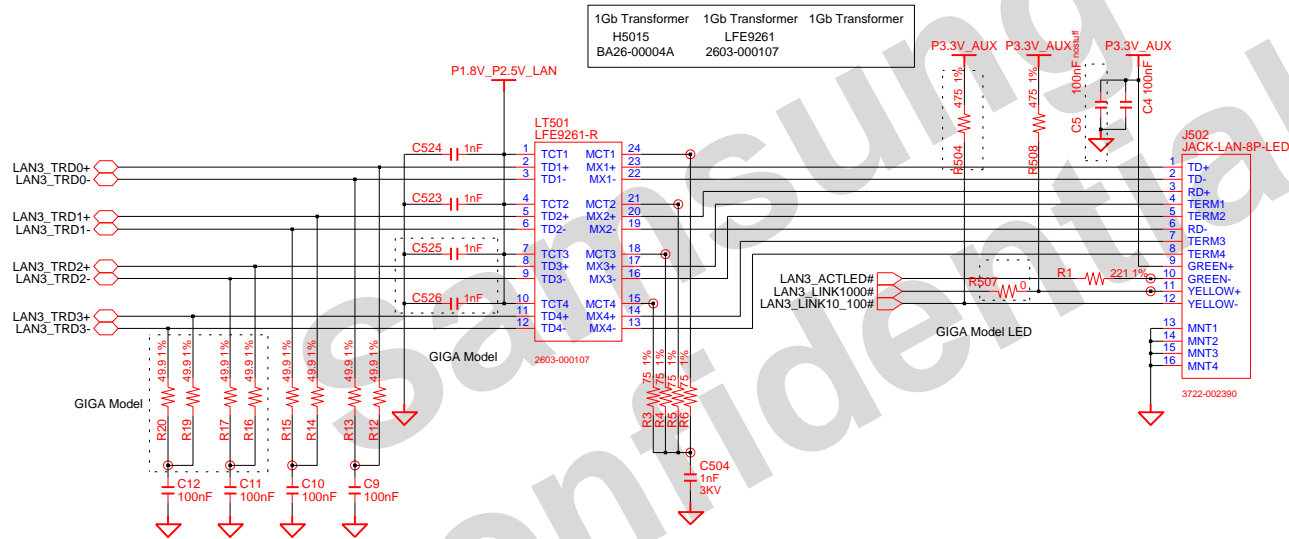 1Gb Transformer 1Gb Transformer 1Gb Transformer
H5015 LFE9261
BA26-00004A 2603-000107
P1.8V_P2.5V_LAN
P3.3V_AUX P3.3V_AUX P3.3V_AUX
475 1%
R504
475 1%
R508
100nF nostuff
C5
C4 100nF
LT501
LFE9261-R
J502
JACK-LAN-8P-LED
C524 1nF
C523 1nF
C525 1nF
C526 1nF
LAN3_TRD0+
LAN3_TRD0-
LAN3_TRD1+
LAN3_TRD1-
LAN3_TRD2+
LAN3_TRD2-
LAN3_TRD3+
LAN3_TRD3-
1 TCT1 MCT1 24
2 TD1+ MX1+ 23
3 TD1- MX1- 22
4 TCT2 MCT2 21
5 TD2+ MX2+ 20
6 TD2- MX2- 19
7 TCT3 MCT3 18
8 TD3+ MX3+ 17
9 TD3- MX3- 16
10 TCT4 MCT4 15
11 TD4+ MX4+ 14
12 TD4- MX4- 13
2603-000107
1 TD+
2 TD-
3 RD+
4 TERM1
5 TERM2
6 RD-
7 TERM3
8 TERM4
9 GREEN+
10 GREEN-
11 YELLOW+
12 YELLOW-
13 MNT1
14 MNT2
15 MNT3
16 MNT4
3722-002390
LAN3_ACTLED#
LAN3_LINK1000#
LAN3_LINK10_100#
R1 221 1%
R507 0
GIGA Model LED
GIGA Model
GIGA Model
49.9 1%
R20
49.9 1%
R19
49.9 1%
R17
49.9 1%
R16
49.9 1%
R15
49.9 1%
R14
49.9 1%
R13
49.9 1%
R12
75 1%
R3
75 1%
R4
75 1%
R5
75 1%
R6
C12
100nF
C11
100nF
C10
100nF
C9
100nF
C504
1nF
3KV
Samsung
Confidential